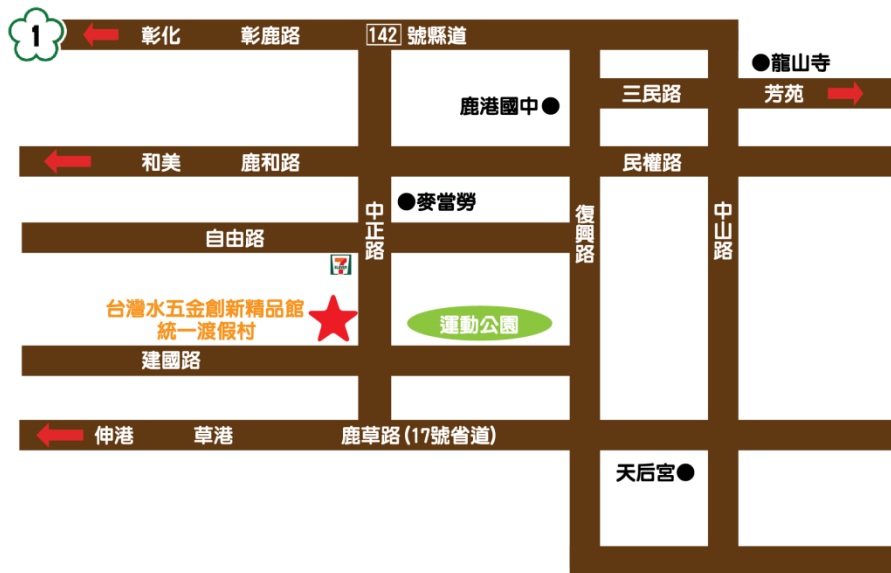 1
彰化 彰鹿路 142 號縣道
●龍山寺
鹿港國中●
三民路 芳苑
和美 鹿和路 民權路
●麥當勞
中正路
復興路
中山路
自由路
7
ELEVEN
台灣水五金創新精品館
統一渡假村
運動公園
建國路
伸港 草港 鹿草路(17號省道)
天后宮●